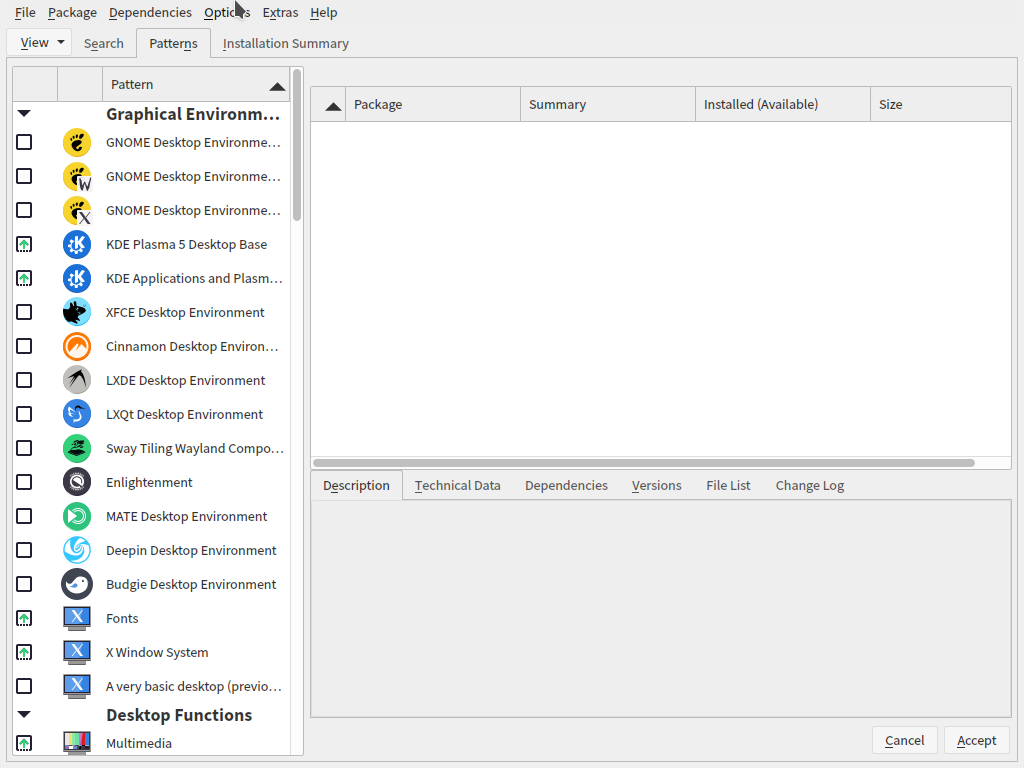 File Package Dependencies Options Extras Help
View Search Patterns Installation Summary
Pattern
Graphical Environm...
GNOME Desktop Environme...
GNOME Desktop Environme...
W
GNOME Desktop Environme...
X
KDE Plasma 5 Desktop Base
KDE Applications and Plasm...
XFCE Desktop Environment
Cinnamon Desktop Environ...
LXDE Desktop Environment
LXQt Desktop Environment
Sway Tiling Wayland Compo...
Enlightenment
MATE Desktop Environment
Deepin Desktop Environment
Budgie Desktop Environment
X Fonts
X X Window System
X A very basic desktop (previo...
Desktop Functions
Multimedia
Package Summary Installed (Available) Size
Description Technical Data Dependencies Versions File List Change Log
Cancel Accept